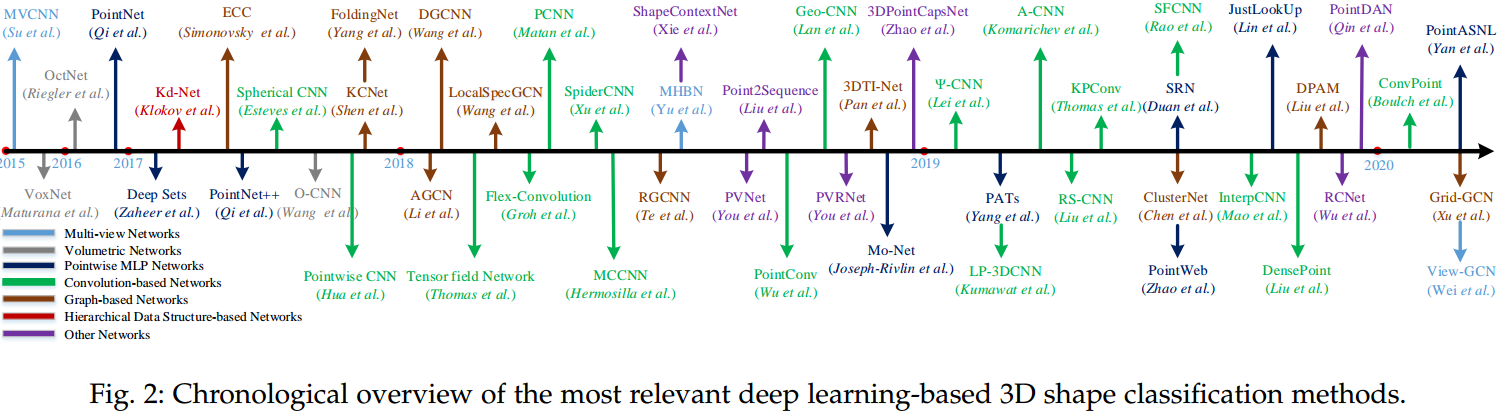 MVCNN
(Su et al.)
PointNet
(Qi et al.)
ECC
(Simonovsky et al.)
FoldingNet
(Yang et al.)
DGCNN
(Wang et al.)
PCNN
(Matan et al.)
ShapeContextNet
(Xie et al.)
Geo-CNN
(Lan et al.)
3DPointCapsNet
(Zhao et al.)
A-CNN
(Komarichev et al.)
SFCNN
(Rao et al.)
JustLookUp
(Lin et al.)
PointDAN
(Qin et al.)
PointASNL
(Yan et al.)
OctNet
(Riegler et al.)
Kd-Net
(Klokov et al.)
Spherical CNN
(Esteves et al.)
KCNet
(Shen et al.)
LocalSpecGCN
(Wang et al.)
SpiderCNN
(Xu et al.)
MHBN
(Yu et al.)
Point2Sequence
(Liu et al.)
3DTI-Net
(Pan et al.)
Ψ-CNN
(Lei et al.)
KPConv
(Thomas et al.)
SRN
(Duan et al.)
DPAM
(Liu et al.)
ConvPoint
(Boulch et al.)
2015
2016
2017
2018
2019
2020
VoxNet
(Maturana et al.)
Deep Sets
(Zaheer et al.)
PointNet++
(Qi et al.)
O-CNN
(Wang et al.)
AGCN
(Li et al.)
Flex-Convolution
(Groh et al.)
RGCNN
(Te et al.)
PVNet
(You et al.)
PVRNet
(You et al.)
PATs
(Yang et al.)
RS-CNN
(Liu et al.)
ClusterNet
(Chen et al.)
InterpCNN
(Mao et al.)
RCNet
(Wu et al.)
Grid-GCN
(Xu et al.)
Pointwise CNN
(Hua et al.)
Tensor field Network
(Thomas et al.)
MCCNN
(Hermosilla et al.)
PointConv
(Wu et al.)
Mo-Net
(Joseph-Rivlin et al.)
LP-3DCNN
(Kumawat et al.)
PointWeb
(Zhao et al.)
DensePoint
(Liu et al.)
View-GCN
(Wei et al.)
Multi-view Networks
Volumetric Networks
Pointwise MLP Networks
Convolution-based Networks
Graph-based Networks
Hierarchical Data Structure-based Networks
Other Networks
Fig. 2: Chronological overview of the most relevant deep learning-based 3D shape classification methods.